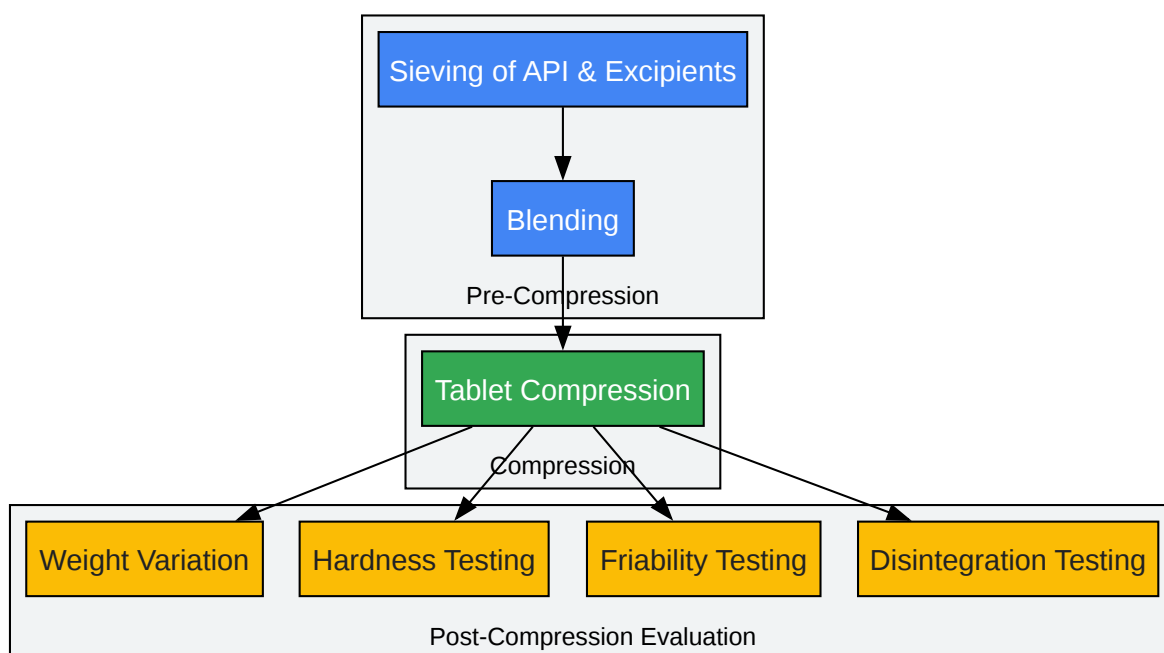 Sieving of API & Excipients
Blending
Pre-Compression
Tablet Compression
Compression
Weight Variation
Hardness Testing
Friability Testing
Disintegration Testing
Post-Compression Evaluation